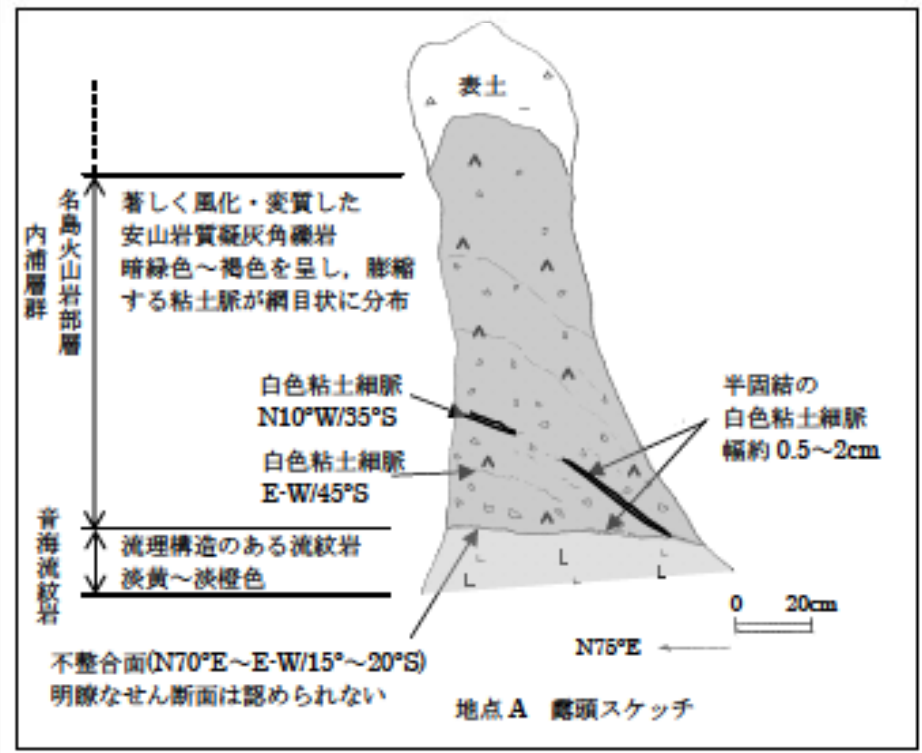 表土
名島火山岩部層
内浦層群
著しく風化・変質した
安山岩質凝灰角礫岩
暗緑色～褐色を呈し，膨縮
する粘土脈が網目状に分布
白色粘土細脈
N10°W/35°S
白色粘土細脈
E-W/45°S
半固結の
白色粘土細脈
幅約 0.5～2cm
音海流紋岩
流理構造のある流紋岩
淡黄～淡橙色
0 20cm
N75°E
不整合面(N70°E～E-W/15°～20°S)
明瞭なせん断面は認められない
地点 A 露頭スケッチ